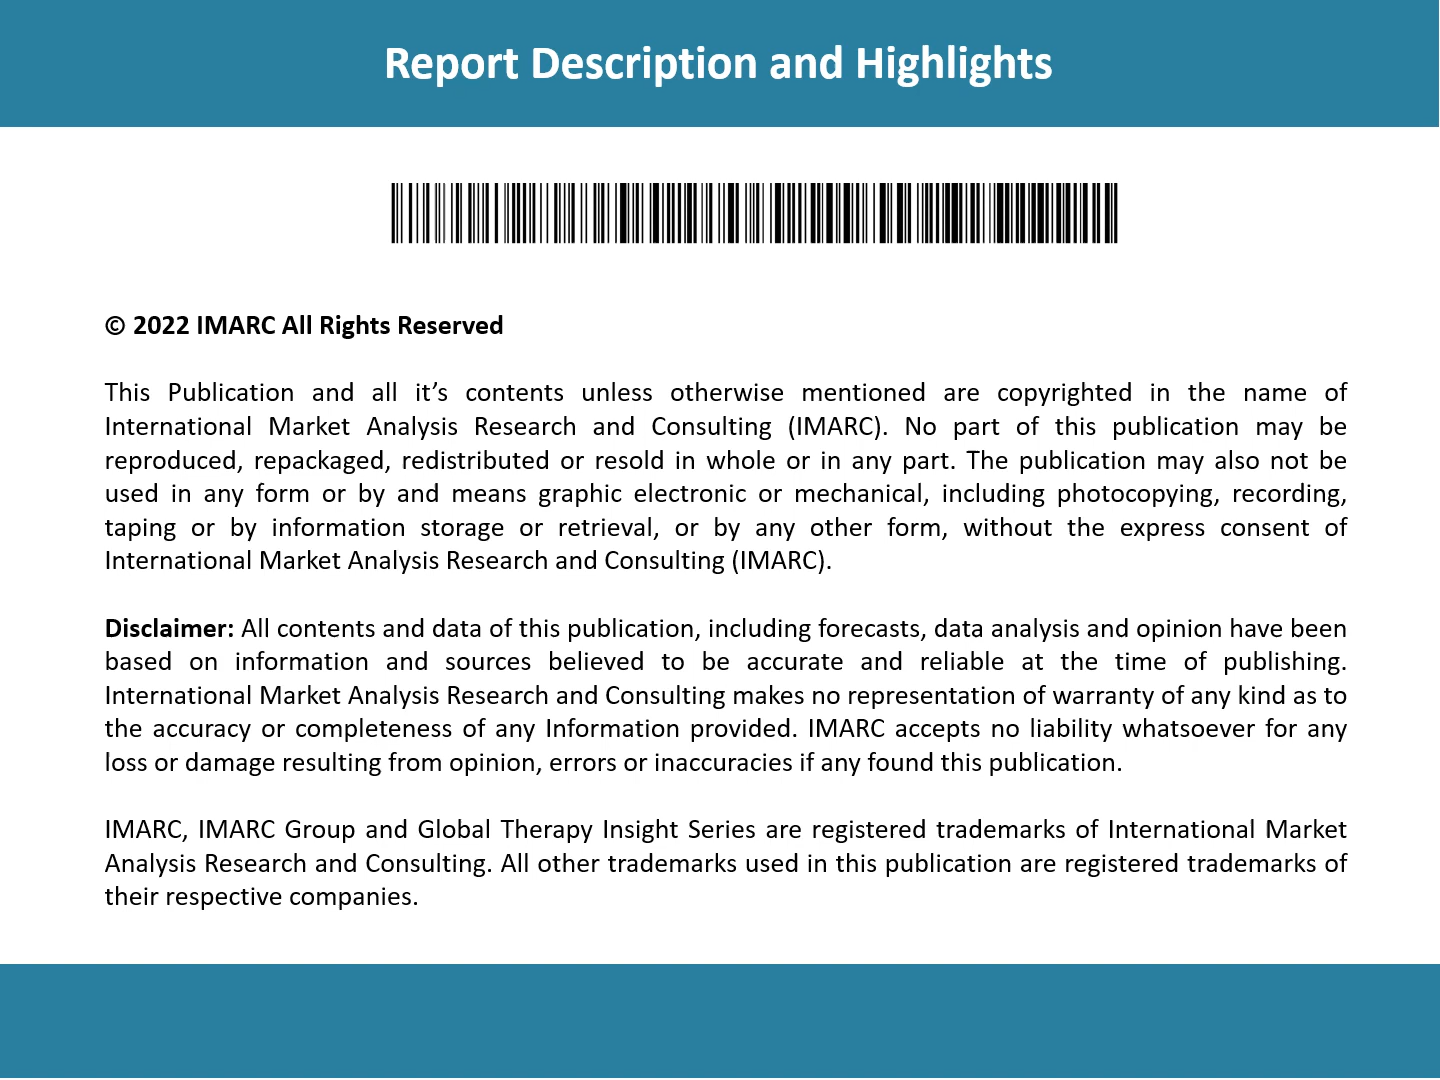 Report Description and Highlights
© 2022 IMARC All Rights Reserved
This Publication and all it’s contents unless otherwise mentioned are copyrighted in the name of
International Market Analysis Research and Consulting (IMARC). No part of this publication may be
reproduced, repackaged, redistributed or resold in whole or in any part. The publication may also not be
used in any form or by and means graphic electronic or mechanical, including photocopying, recording,
taping or by information storage or retrieval, or by any other form, without the express consent of
International Market Analysis Research and Consulting (IMARC).
Disclaimer: All contents and data of this publication, including forecasts, data analysis and opinion have been
based on information and sources believed to be accurate and reliable at the time of publishing.
International Market Analysis Research and Consulting makes no representation of warranty of any kind as to
the accuracy or completeness of any Information provided. IMARC accepts no liability whatsoever for any
loss or damage resulting from opinion, errors or inaccuracies if any found this publication.
IMARC, IMARC Group and Global Therapy Insight Series are registered trademarks of International Market
Analysis Research and Consulting. All other trademarks used in this publication are registered trademarks of
their respective companies.